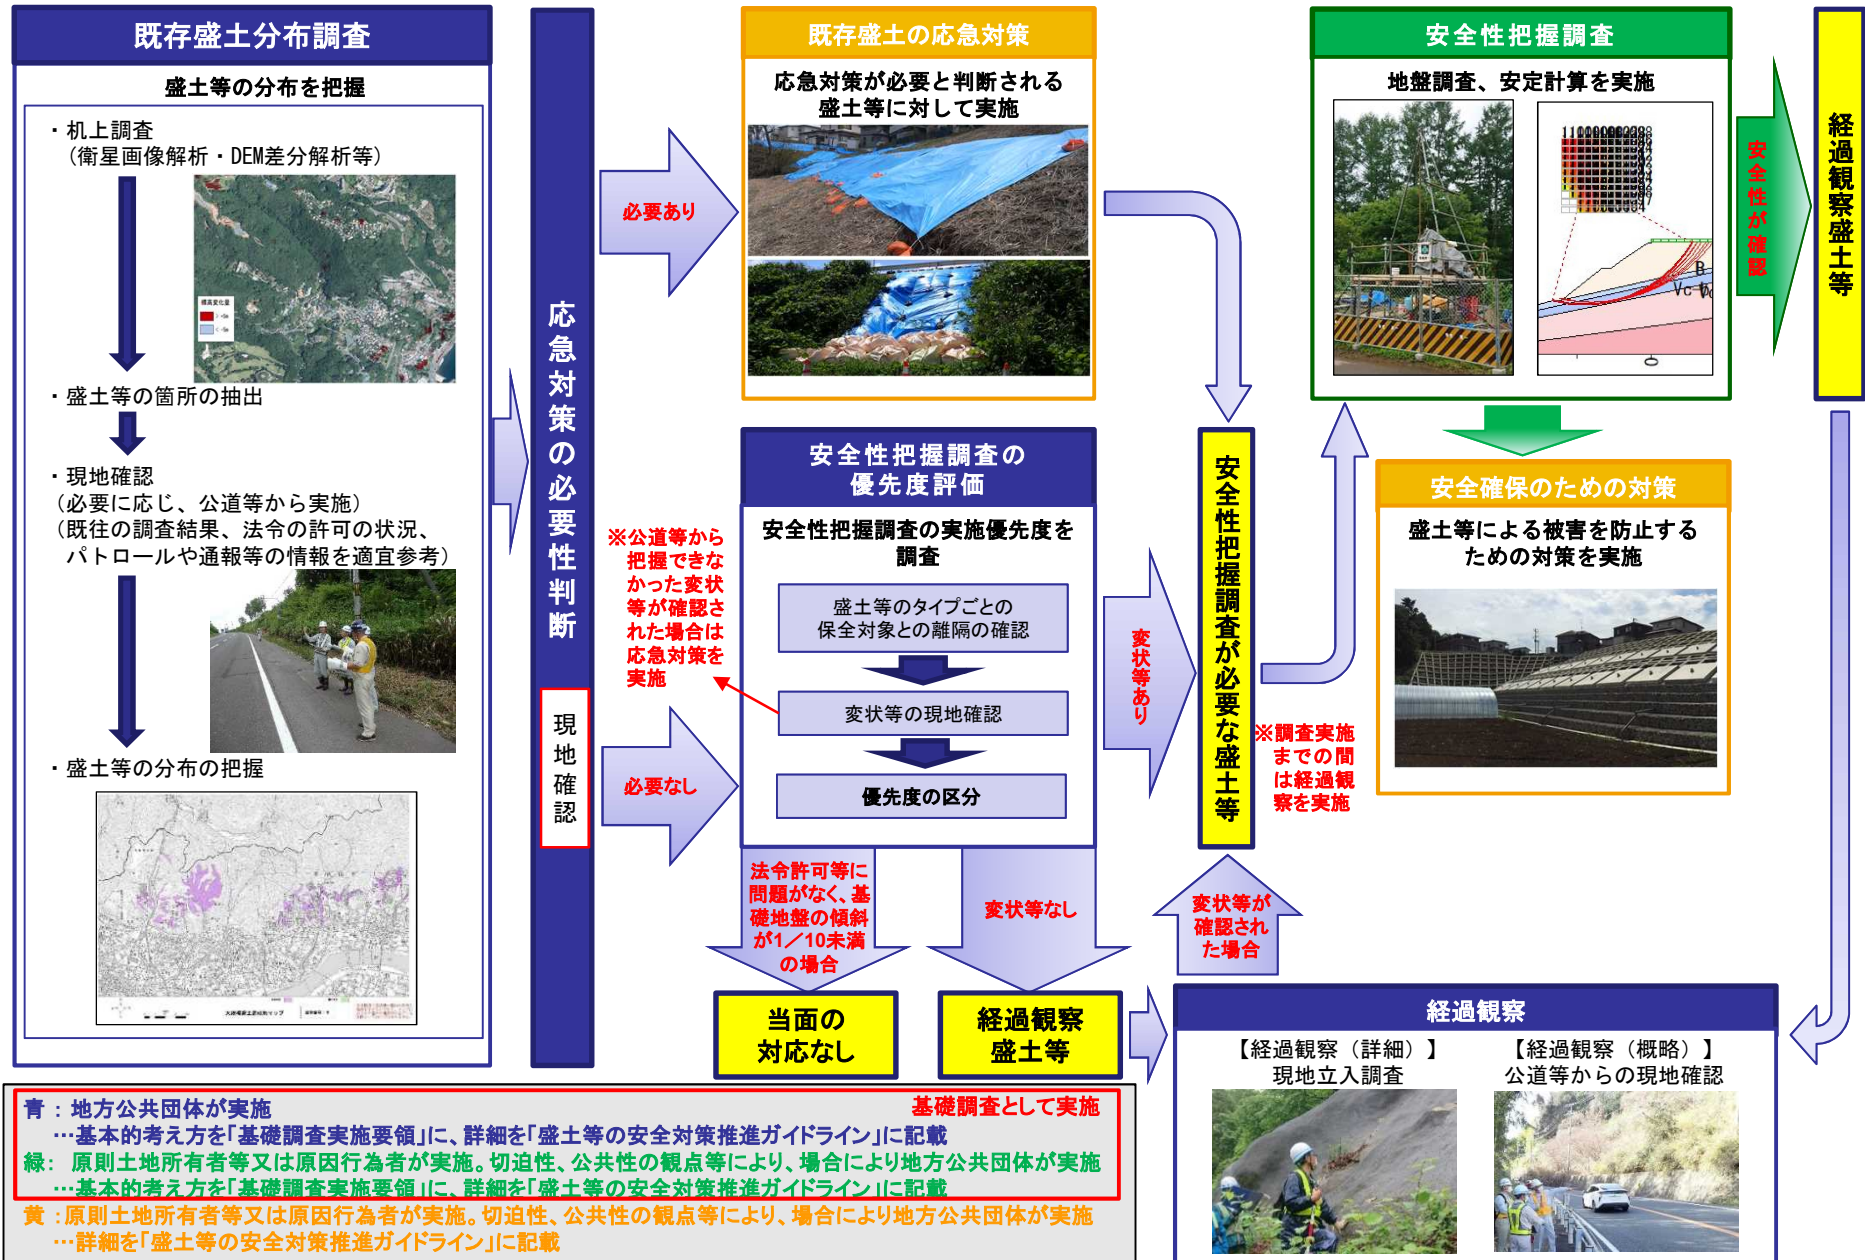 既存盛土分布調査
盛土等の分布を把握
・机上調査
(衛星画像解析・DEM差分解析等)
標高変化量
・盛土等の箇所の抽出
・現地確認
(必要に応じ、公道等から実施)
(既往の調査結果、法令の許可の状況、
パトロールや通報等の情報を適宜参考)
・盛土等の分布の把握
応急対策の必要性判断
現地確認
必要あり
必要なし
既存盛土の応急対策
応急対策が必要と判断される
盛土等に対して実施
安全性把握調査の
優先度評価
安全性把握調査の実施優先度を
調査
盛土等のタイプごとの
保全対象との離隔の確認
変状等の現地確認
優先度の区分
※公道等から
把握できな
かった変状
等が確認さ
れた場合は
応急対策を
実施
変状等あり
法令許可等に
問題がなく、基
礎地盤の傾斜
が1/10未満
の場合
変状等なし
当面の
対応なし
経過観察
盛土等
安全性把握調査が必要な盛土等
※調査実施
までの間
は経過観
察を実施
変状等が
確認され
た場合
安全性把握調査
地盤調査、安定計算を実施
B
Vc
安全性が確認
経過観察盛土等
安全確保のための対策
盛土等による被害を防止する
ための対策を実施
経過観察
【経過観察(詳細)】
現地立入調査
【経過観察(概略)】
公道等からの現地確認
基礎調査として実施
青:地方公共団体が実施
…基本的考え方を「基礎調査実施要領」に、詳細を「盛土等の安全対策推進ガイドライン」に記載
緑: 原則土地所有者等又は原因行為者が実施。切迫性、公共性の観点等により、場合により地方公共団体が実施
…基本的考え方を「基礎調査実施要領」に、詳細を「盛土等の安全対策推進ガイドライン」に記載
黄:原則土地所有者等又は原因行為者が実施。切迫性、公共性の観点等により、場合により地方公共団体が実施
…詳細を「盛土等の安全対策推進ガイドライン」に記載